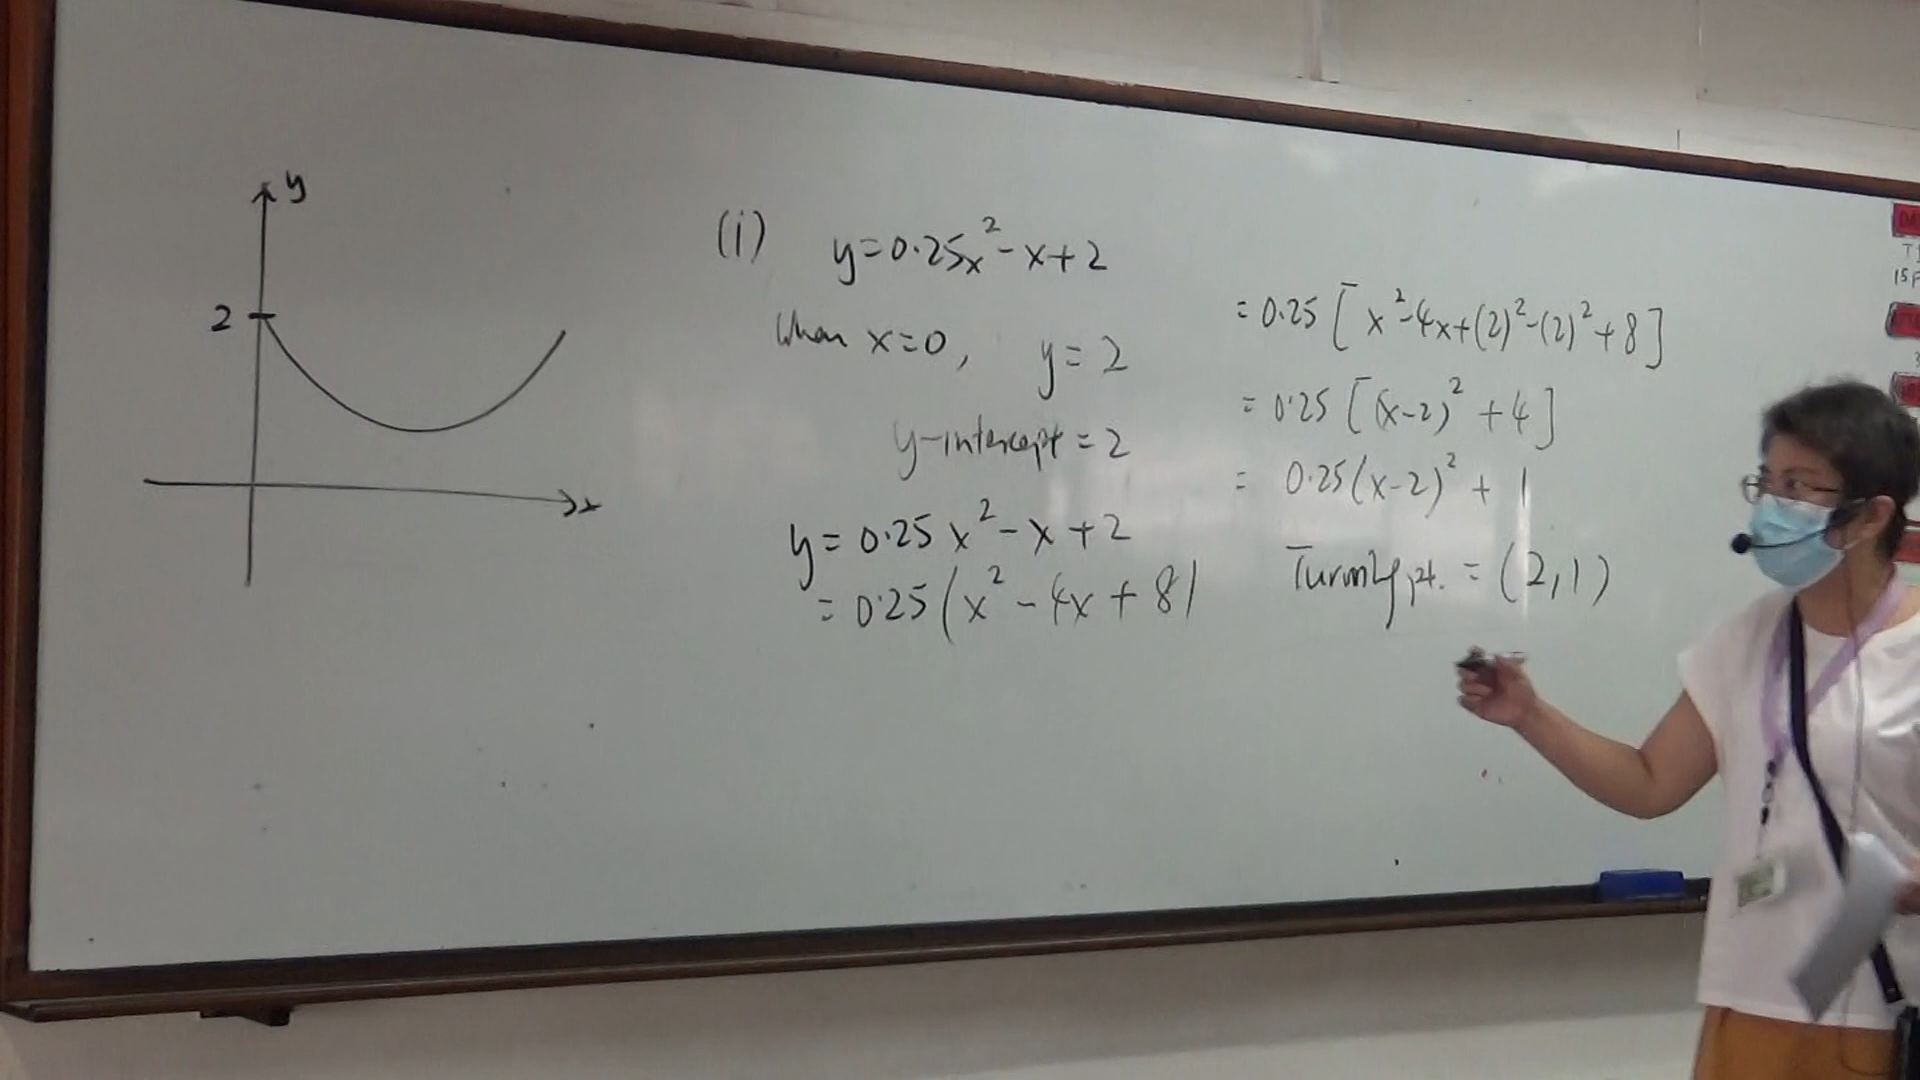 y
2
x
(i) y=0.25x²-x+2
When x=0, y=2
y-intercept=2
y=0.25x²-x+2
=0.25(x²-4x+8)
=0.25[x²-4x+(2)²-(2)²+8]
=0.25[(x-2)²+4]
=0.25(x-2)²+1
Turning pt. =(2,1)